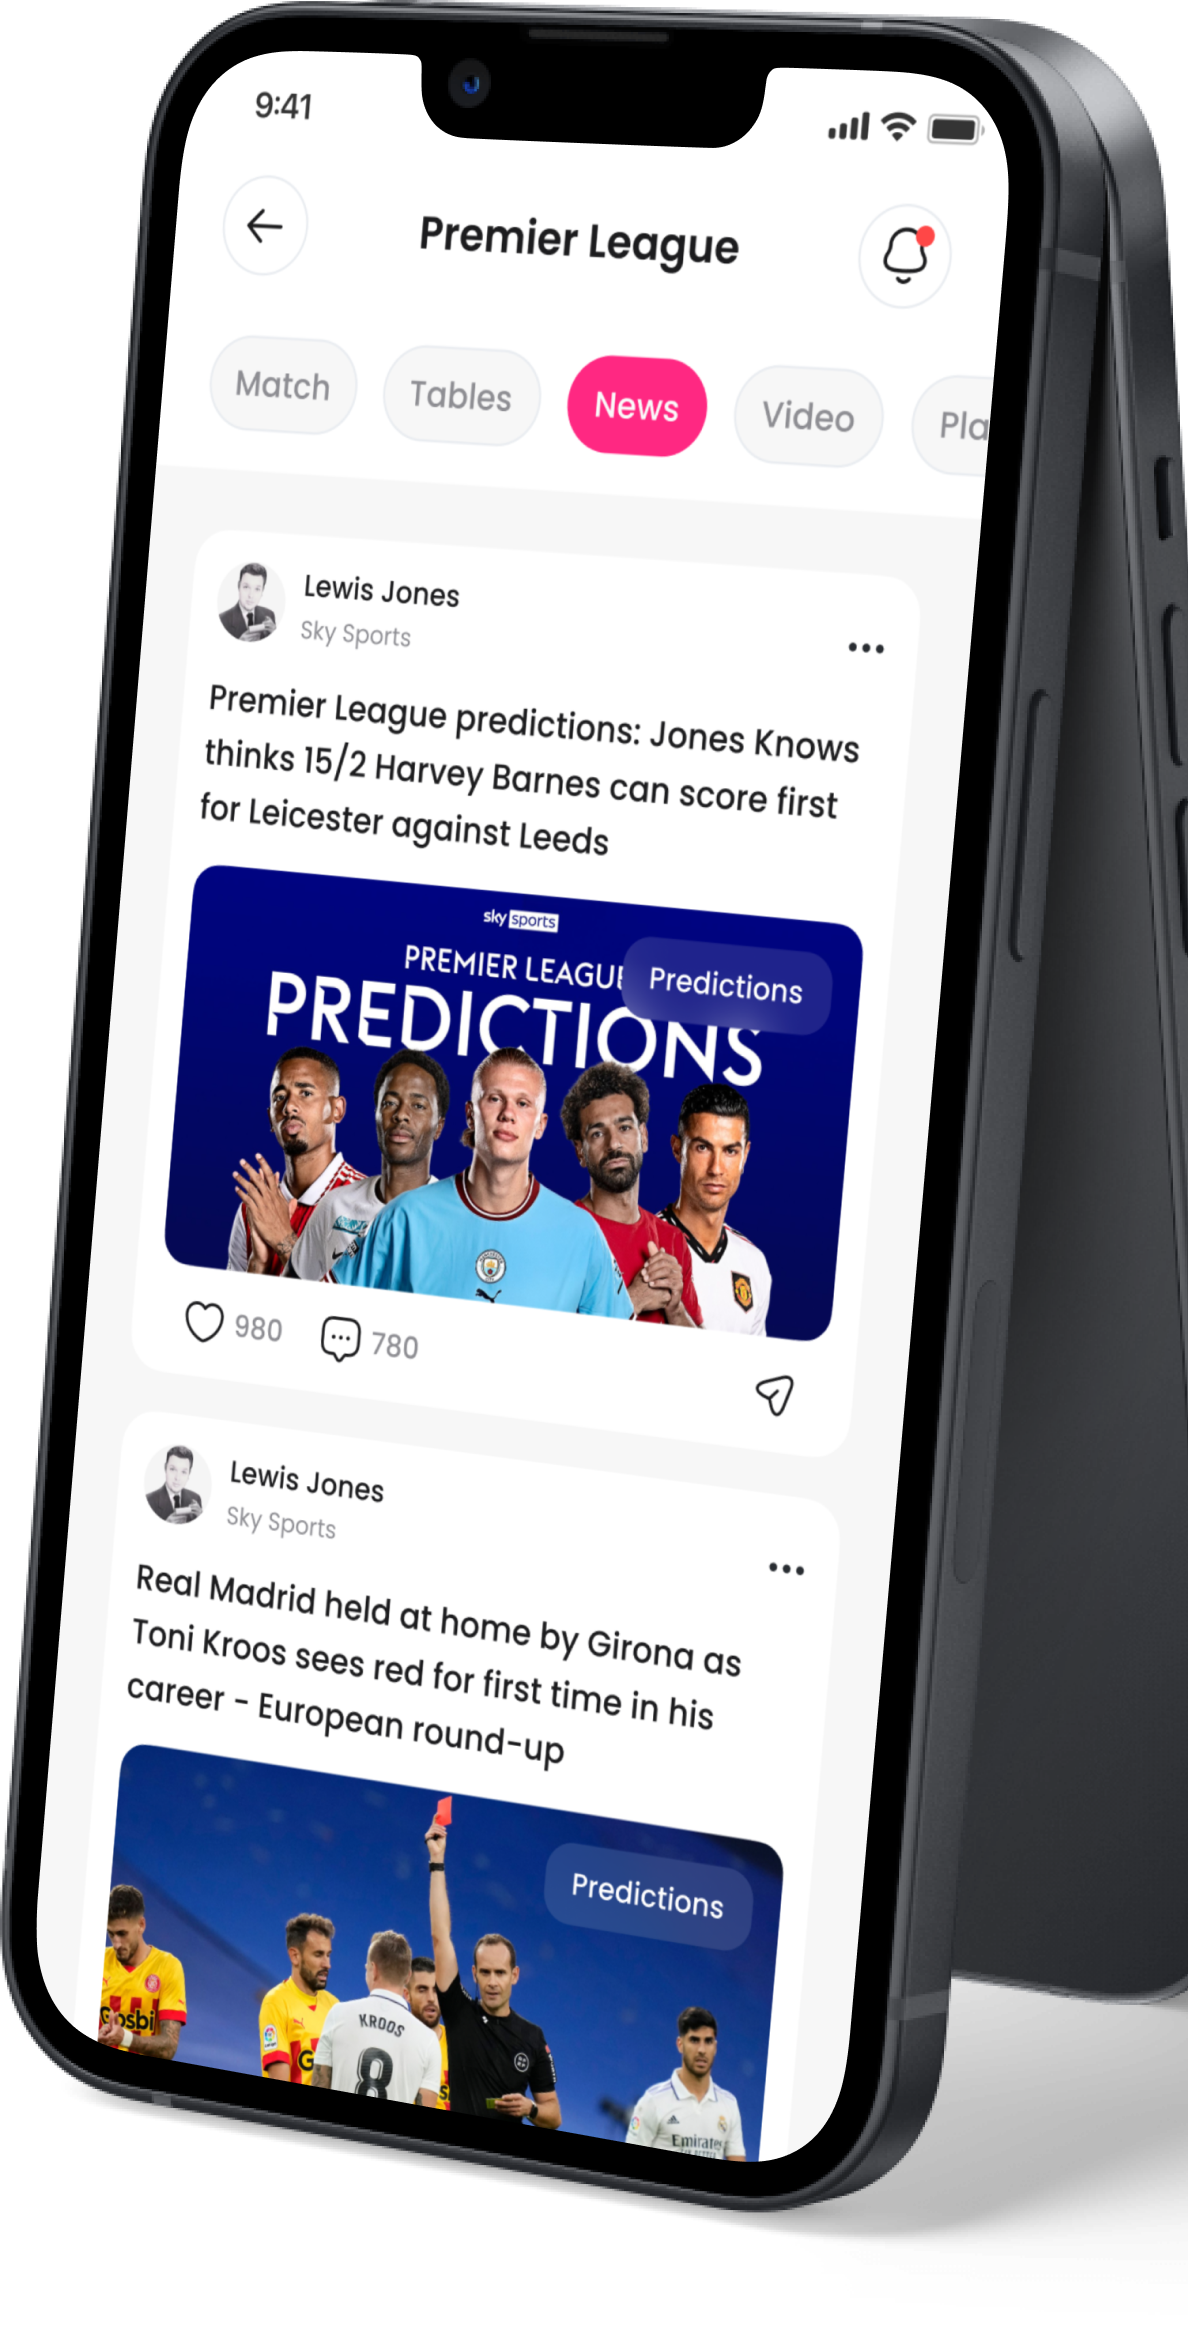 9:41
Premier League
Match
Tables
News
Video
Pla
Lewis Jones
Sky Sports
Premier League predictions: Jones Knows
thinks 15/2 Harvey Barnes can score first
for Leicester against Leeds
sky sports
PREMIER LEAGUE
Predictions
PREDICTIONS
980
780
Lewis Jones
Sky Sports
Real Madrid held at home by Girona as
Toni Kroos sees red for first time in his
career - European round-up
Predictions
Gosbi
KROOS
8
G
Emirates